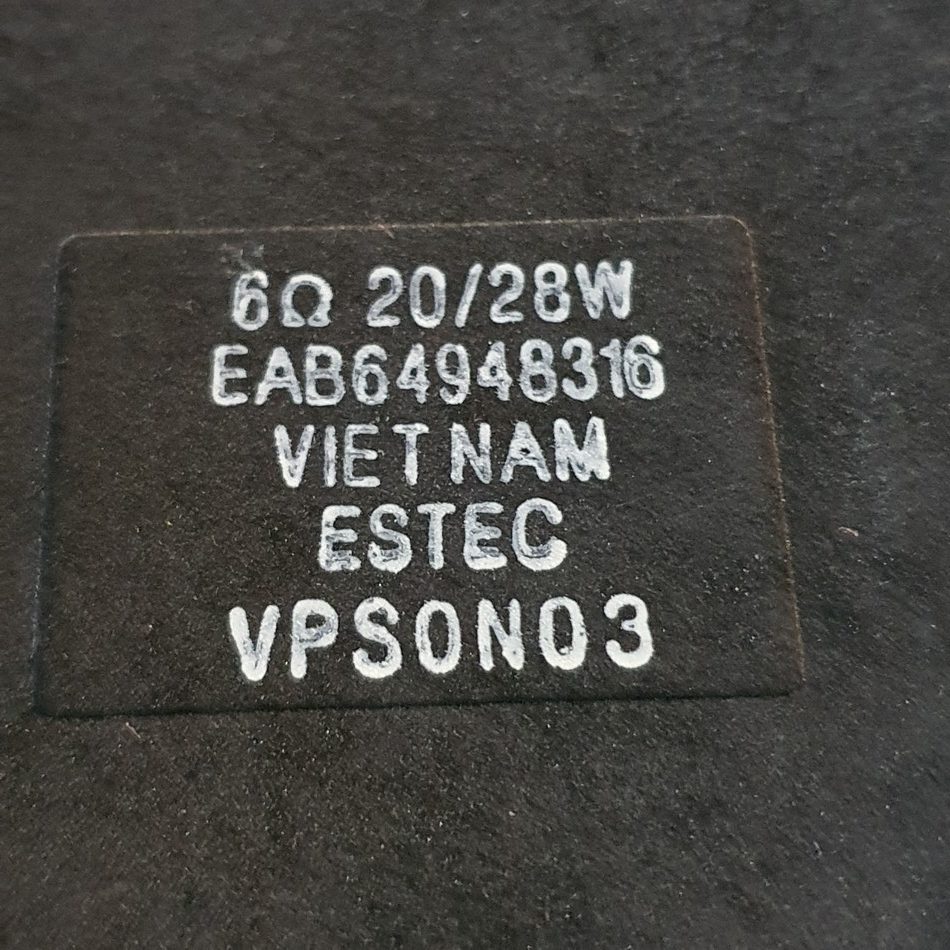 6Ω 20/28W
EAB64948316
VIETNAM
ESTEC
VPS0N03